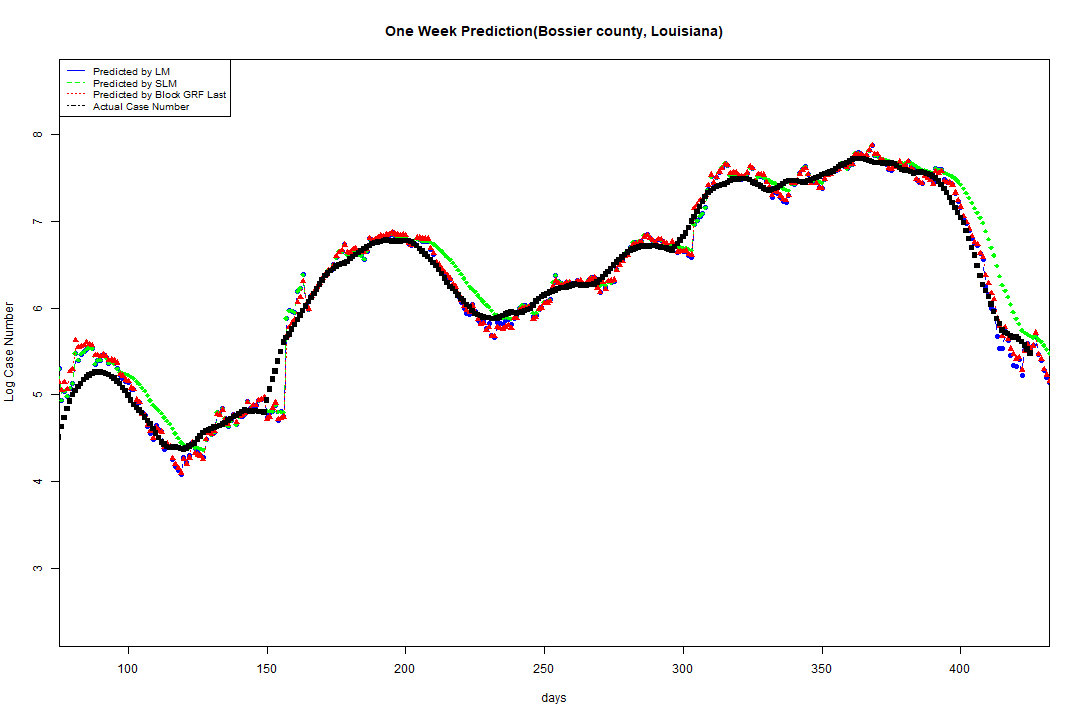 One Week Prediction(Bossier county, Louisiana)
Predicted by LM
Predicted by SLM
Predicted by Block GRF Last
Actual Case Number
8
7
6
5
4
3
Log Case Number
100 150 200 250 300 350 400
days